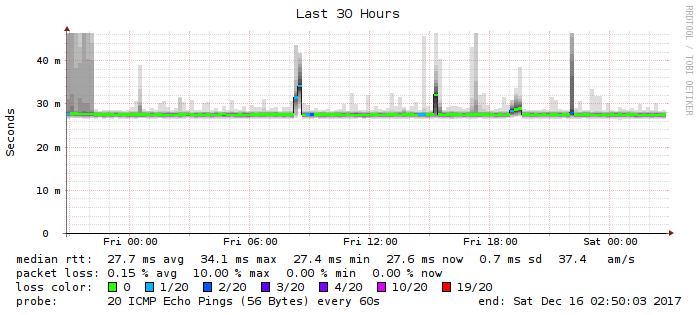 Last 30 Hours
RRDTOOL / TOBI OETIKER
Seconds
40 m
30 m
20 m
10 m
0
Fri 00:00 Fri 06:00 Fri 12:00 Fri 18:00 Sat 00:00
median rtt: 27.7 ms avg 34.1 ms max 27.4 ms min 27.6 ms now 0.7 ms sd 37.4 am/s
packet loss: 0.15 % avg 10.00 % max 0.00 % min 0.00 % now
loss color: 0 1/20 2/20 3/20 4/20 10/20 19/20
probe: 20 ICMP Echo Pings (56 Bytes) every 60s end: Sat Dec 16 02:50:03 2017